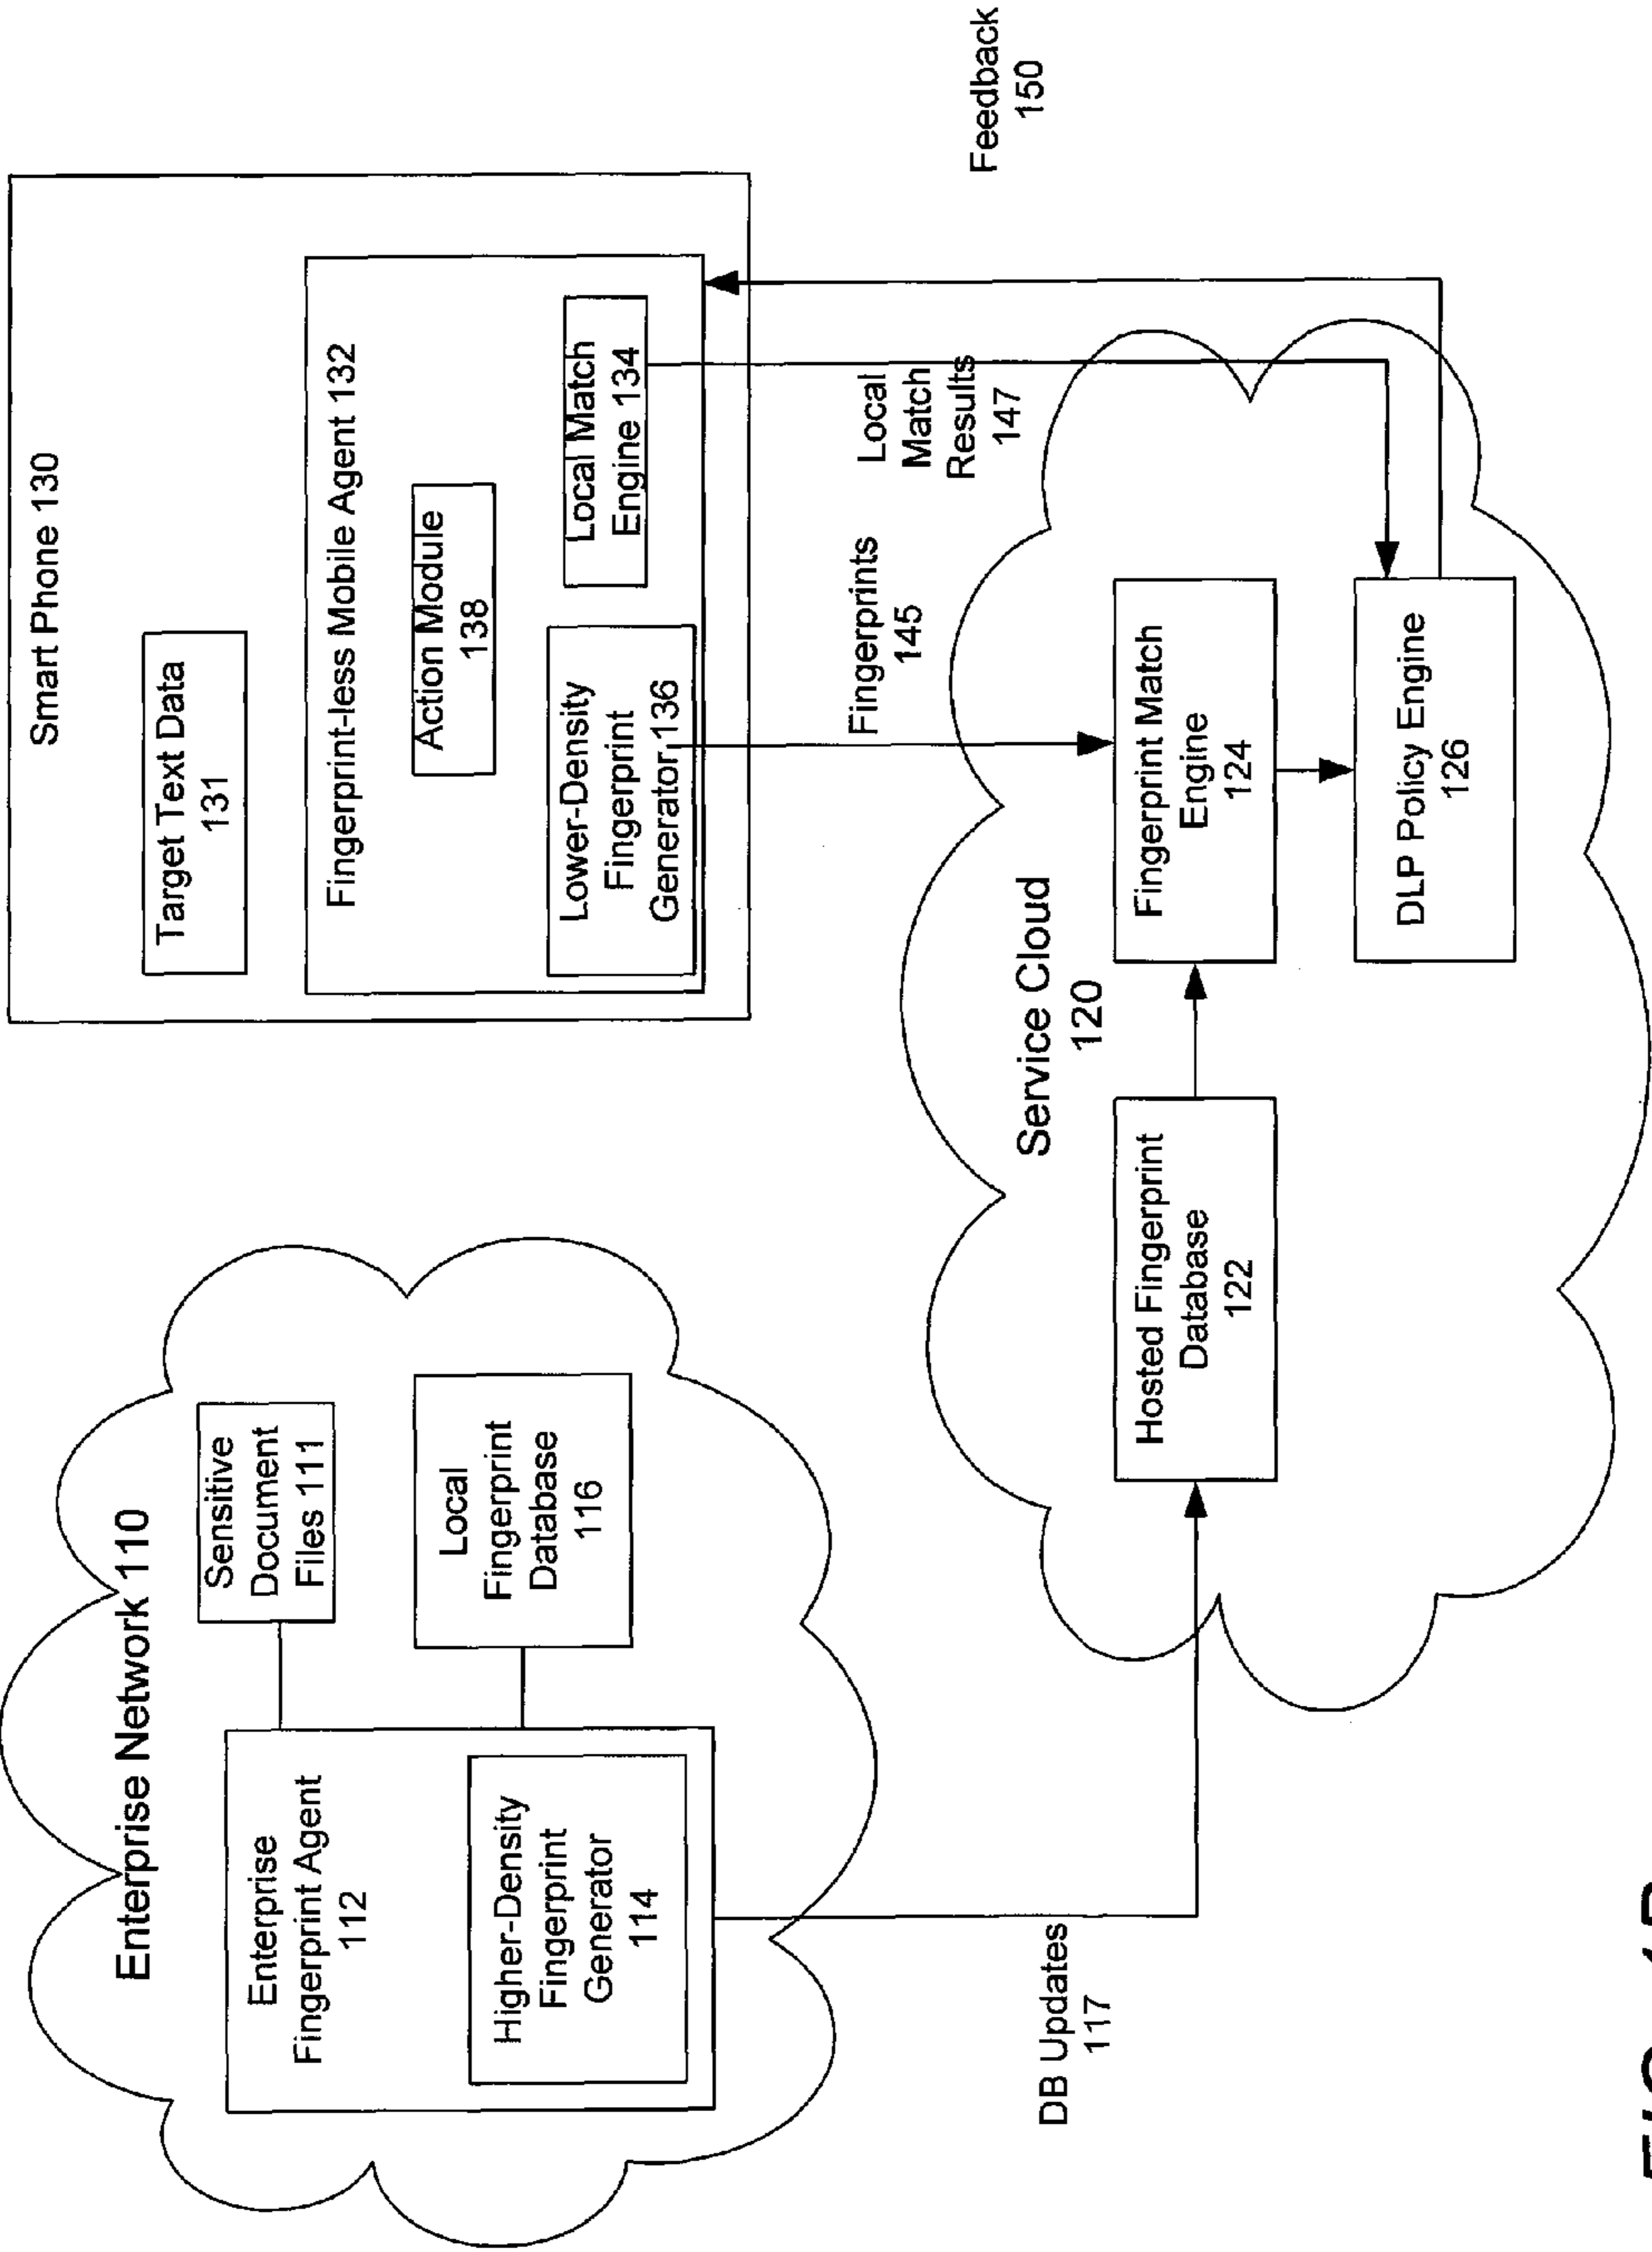 Enterprise Network 110
Enterprise
Fingerprint Agent
112
Higher-Density
Fingerprint
Generator
114
Sensitive
Document
Files 111
Local
Fingerprint
Database
116
DB Updates
117
Smart Phone 130
Target Text Data
131
Fingerprint-less Mobile Agent 132
Action Module
138
Lower-Density
Fingerprint
Generator 136
Local Match
Engine 134
Fingerprints
145
Local
Match
Results
147
Feedback
150
Service Cloud
120
Hosted Fingerprint
Database
122
Fingerprint Match
Engine
124
DLP Policy Engine
126